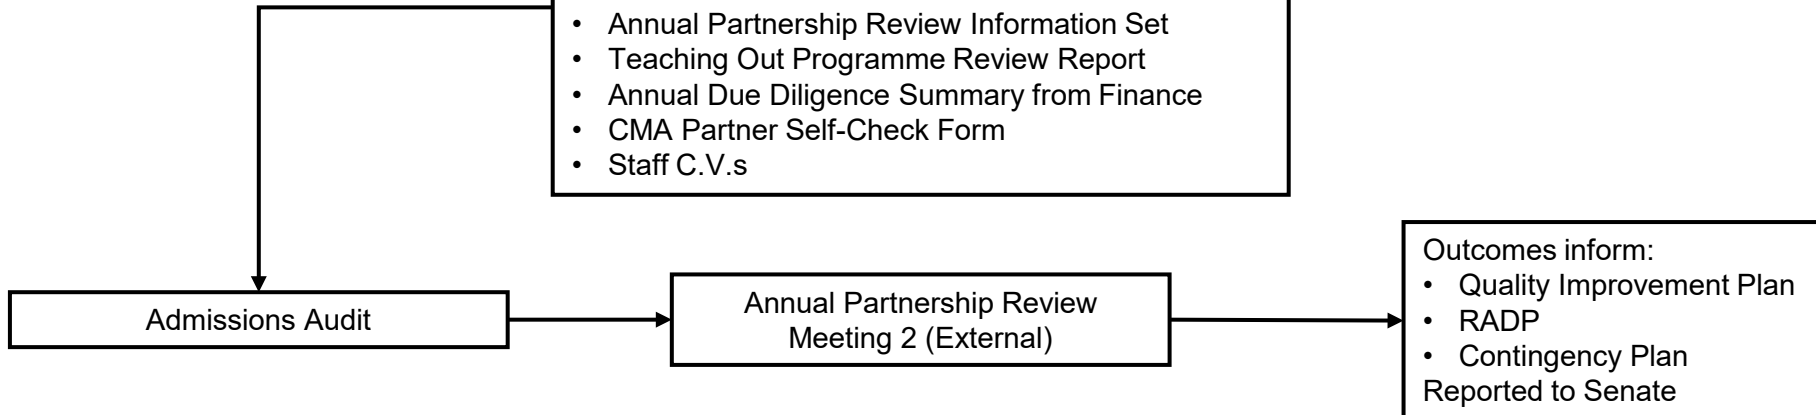 • Annual Partnership Review Information Set
• Teaching Out Programme Review Report
• Annual Due Diligence Summary from Finance
• CMA Partner Self-Check Form
• Staff C.V.s
Admissions Audit
Annual Partnership Review
Meeting 2 (External)
Outcomes inform:
• Quality Improvement Plan
• RADP
• Contingency Plan
Reported to Senate